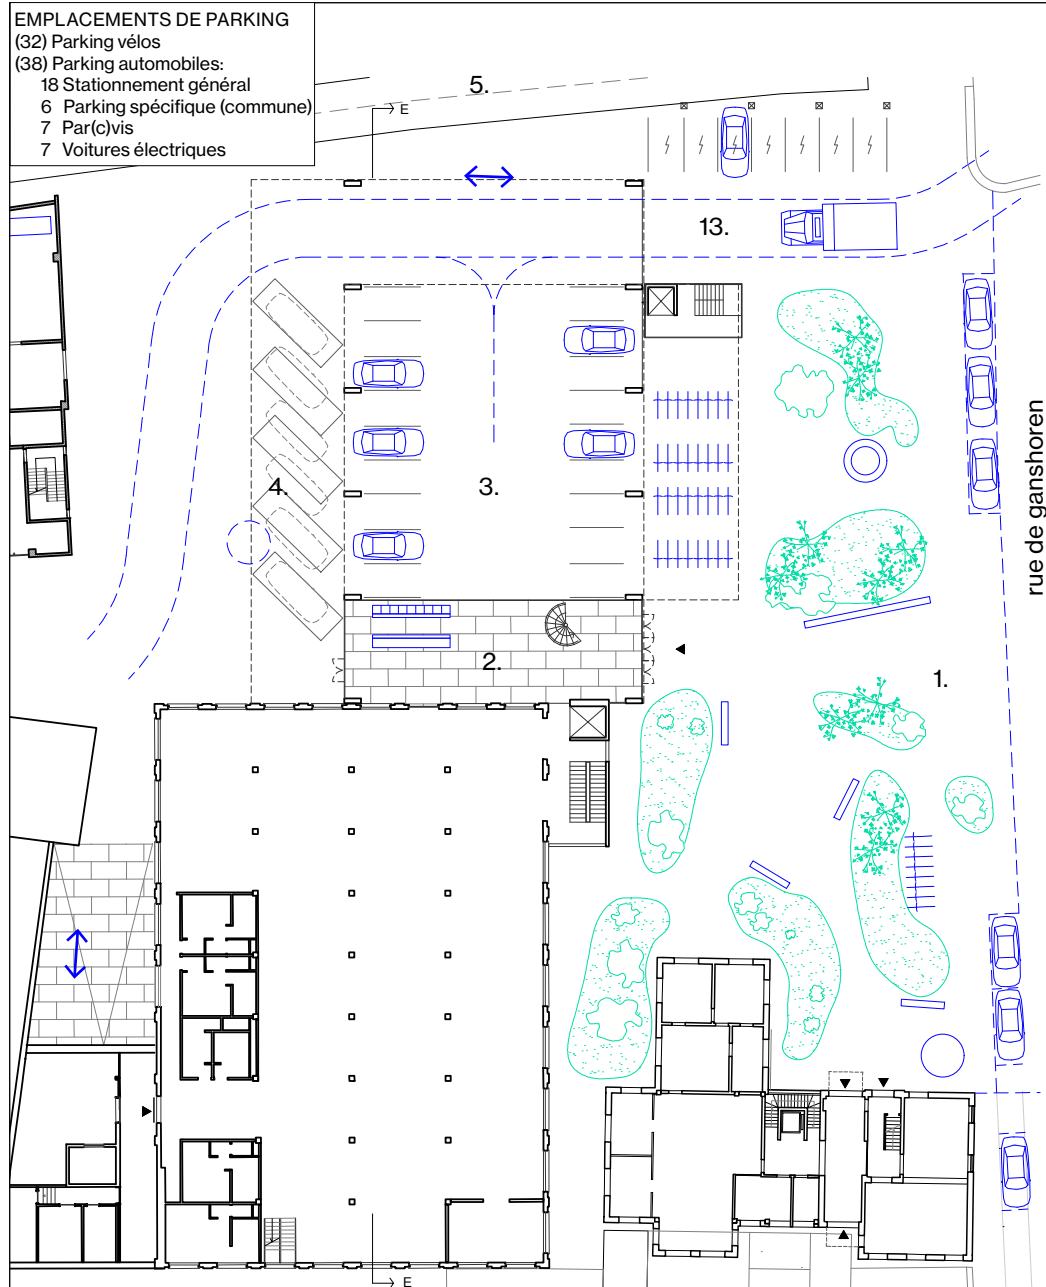 EMPLACEMENTS DE PARKING
(32) Parking vélos
(38) Parking automobiles:
18 Stationnement général
6 Parking spécifique (commune)
7 Par(c)vis
7 Voitures électriques
5.
E
13.
4.
3.
rue de ganshoren
2.
1.
E